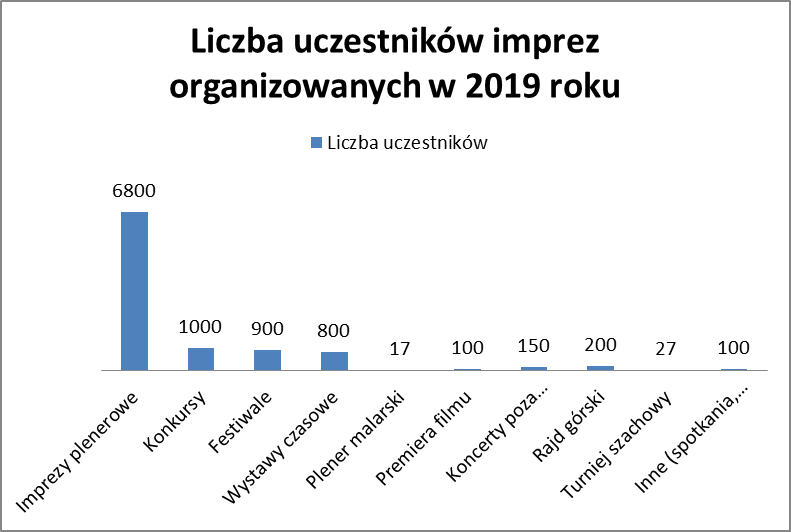 Liczba uczestników imprez
organizowanych w 2019 roku
Liczba uczestników
6800
1000
900
800
17
100
150
200
27
100
Imprezy plenerowe
Konkursy
Festiwale
Wystawy czasowe
Plener malarski
Premiera filmu
Koncerty poza...
Rajd górski
Turniej szachowy
Inne (spotkania,...